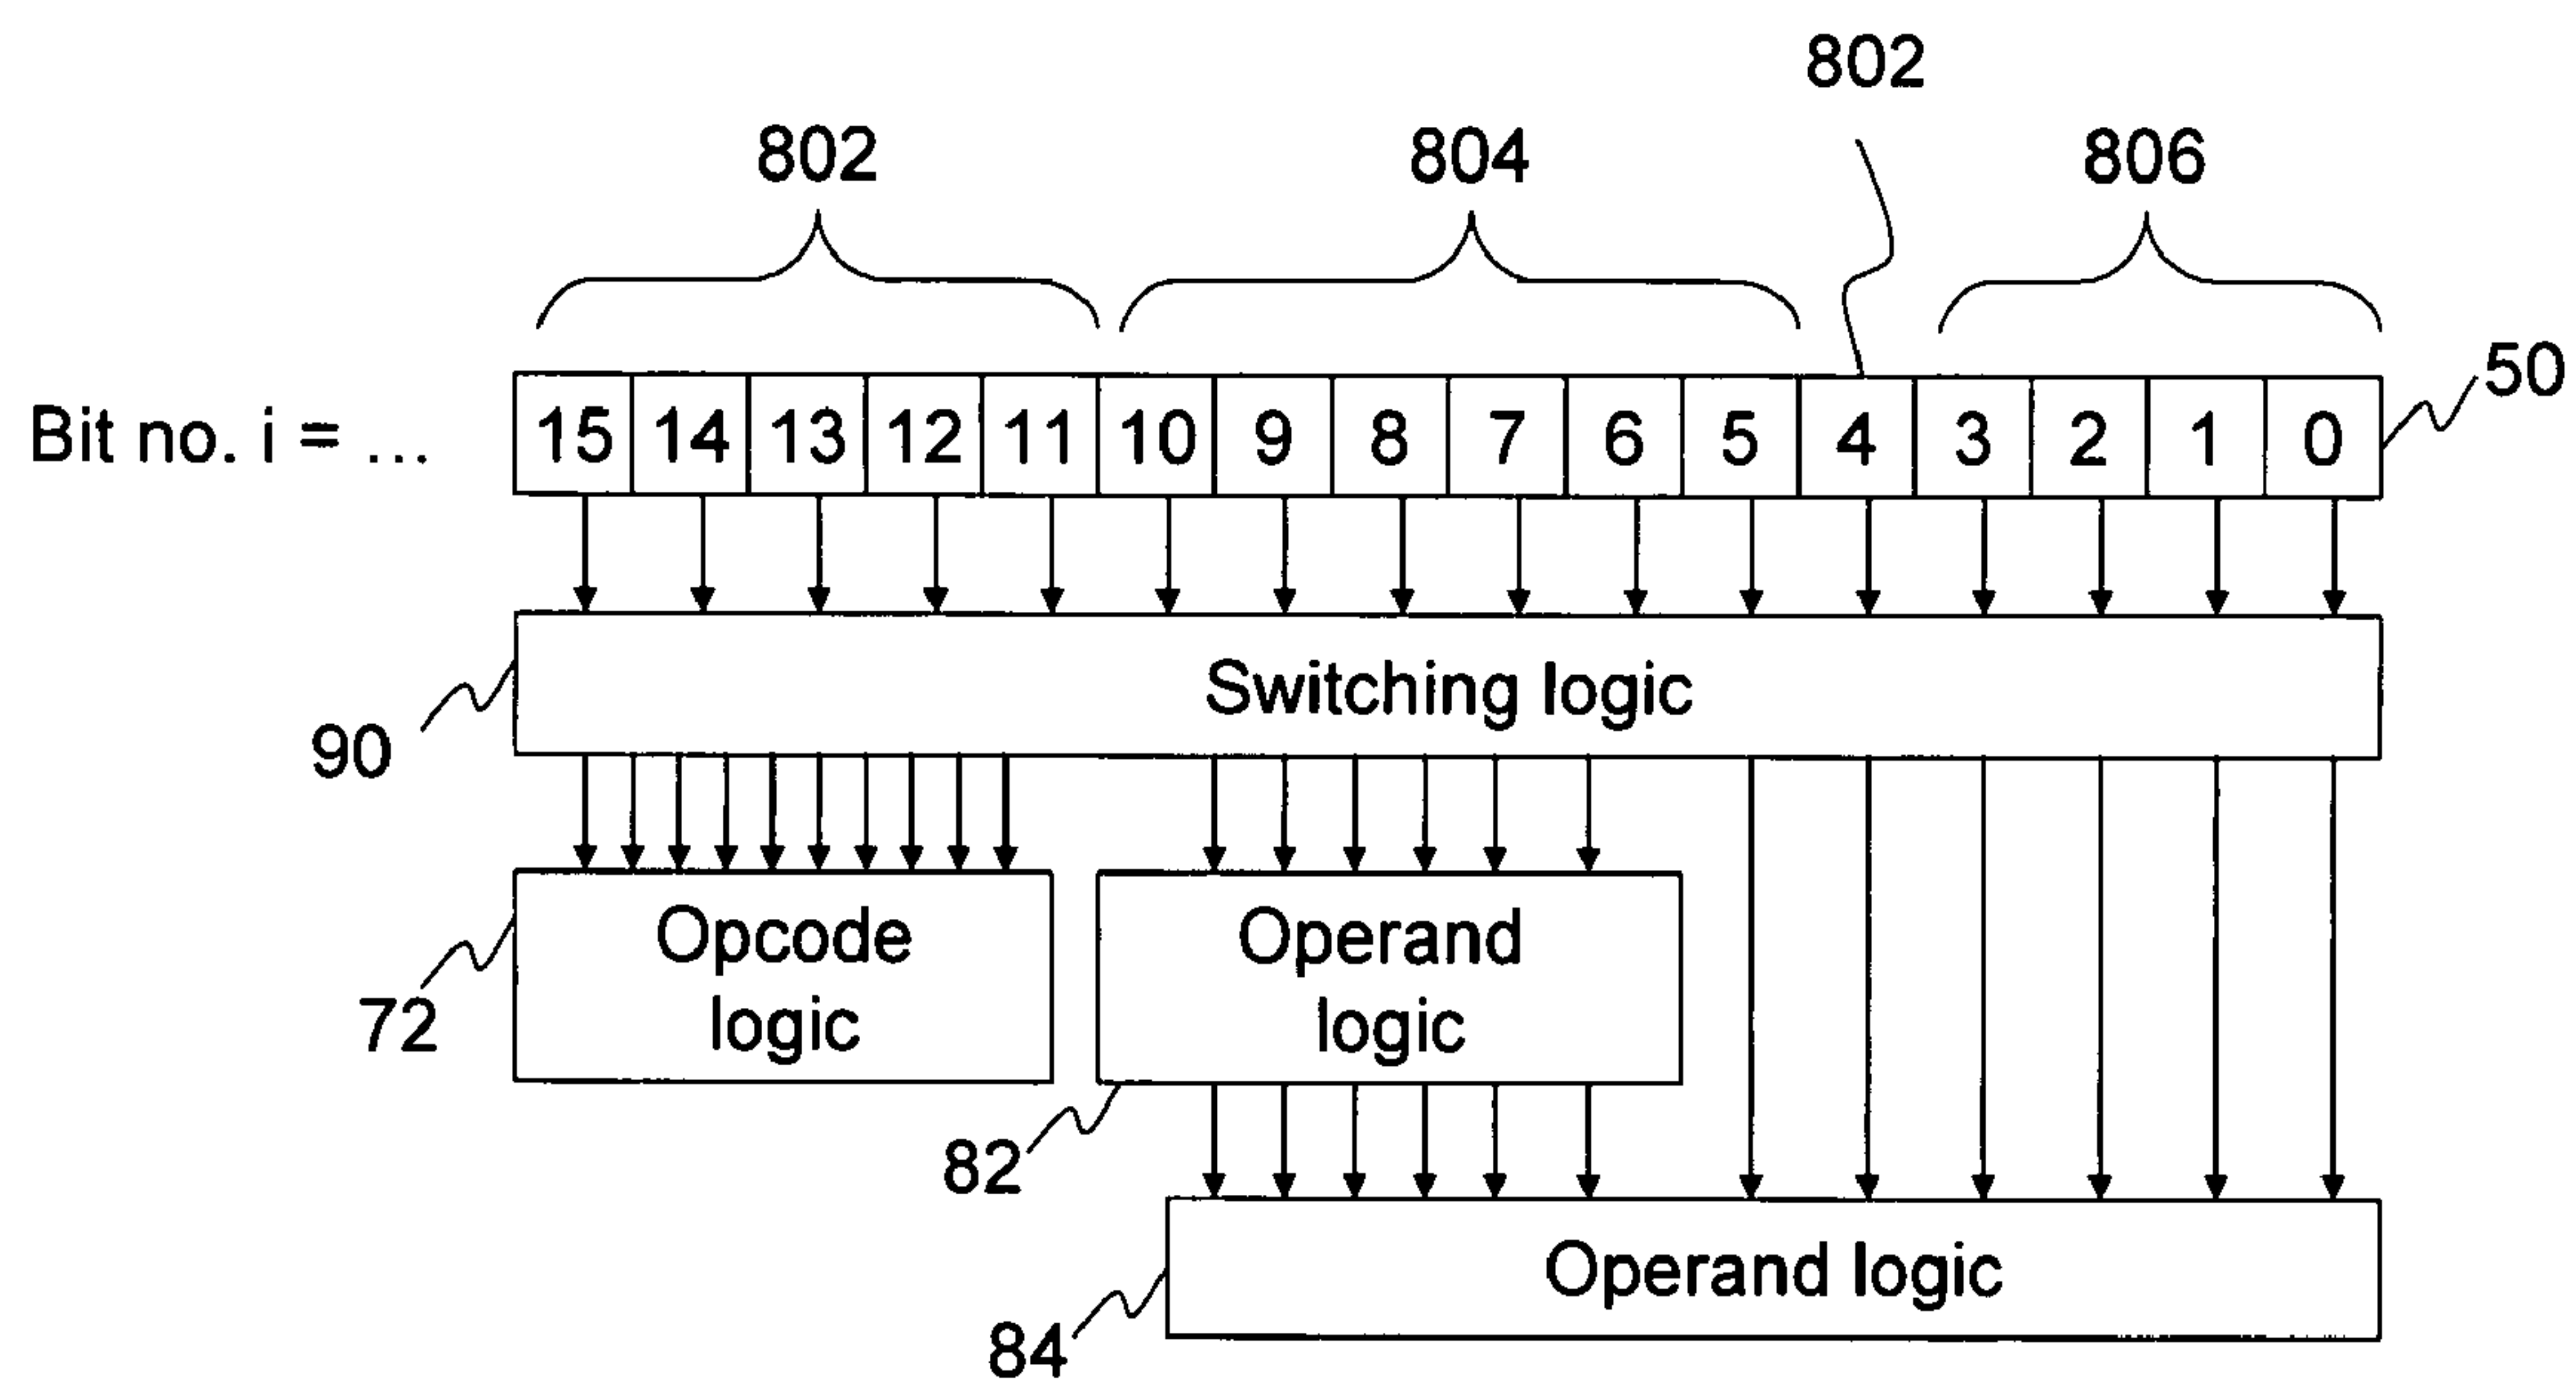 802
802 804 806
50
Bit no. i = ... 15 14 13 12 11 10 9 8 7 6 5 4 3 2 1 0
Switching logic
90
Opcode
logic
Operand
logic
72
82
Operand logic
84